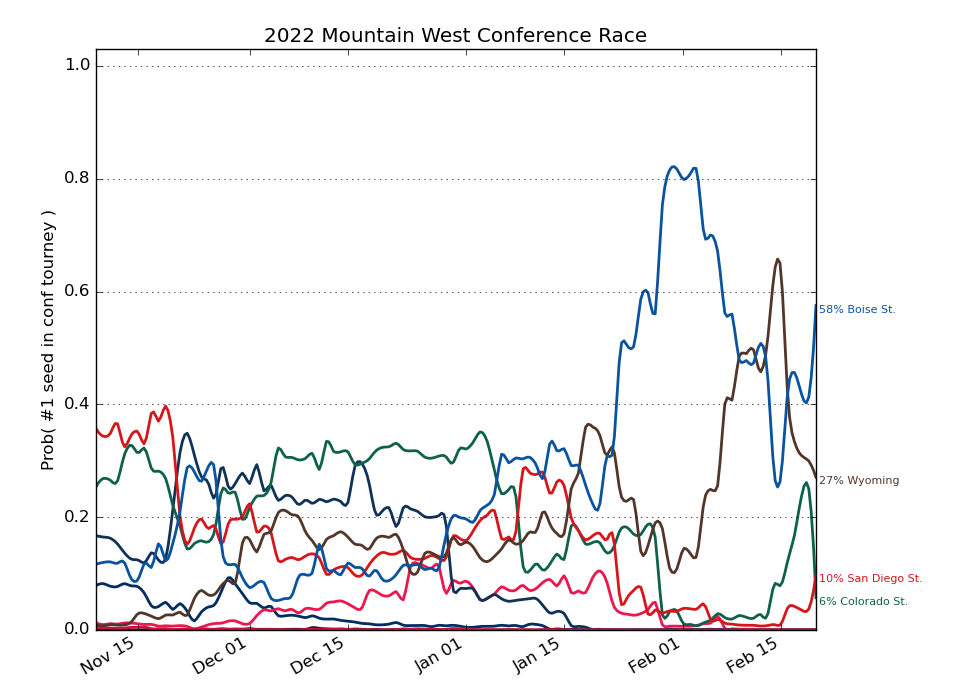 2022 Mountain West Conference Race
Prob( #1 seed in conf tourney )
1.0
0.8
0.6
0.4
0.2
0.0
58% Boise St.
27% Wyoming
10% San Diego St.
6% Colorado St.
Nov 15
Dec 01
Dec 15
Jan 01
Jan 15
Feb 01
Feb 15